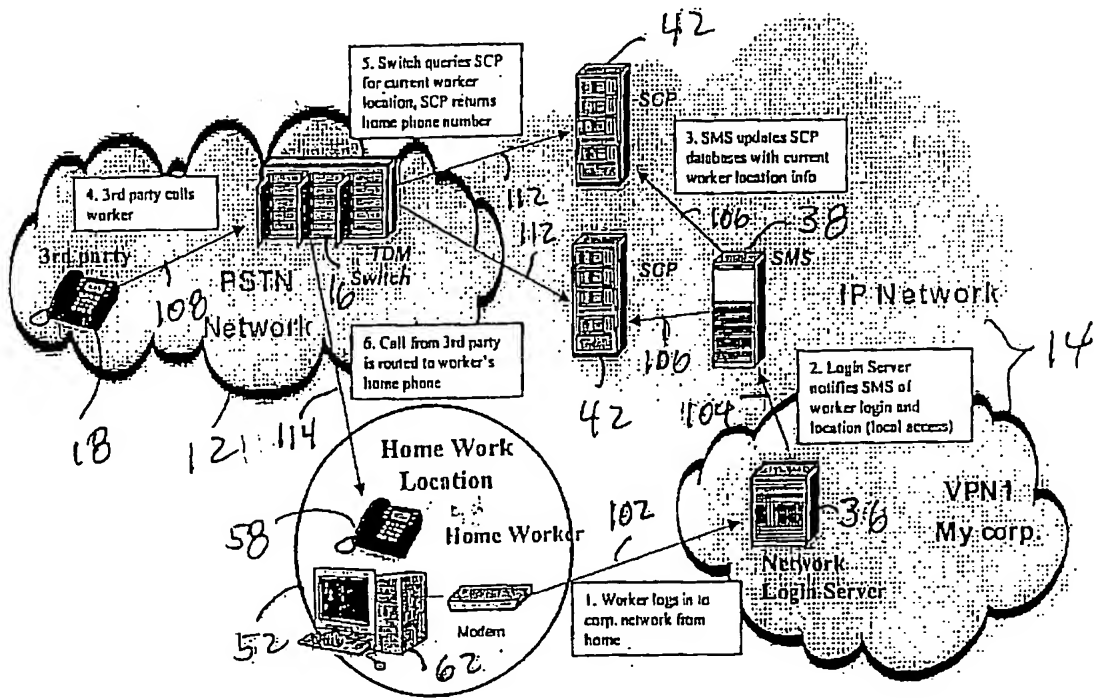 42
5. Switch queries SCP
for current worker
location, SCP returns
home phone number
SCP
3. SMS updates SCP
databases with current
worker location info
4. 3rd party calls
worker
112
106
38
112
3rd party
TDM
Switch
SCP
SMS
108
PSTN
16
IP Network
Network
6. Call from 3rd party
is routed to worker's
home phone
106
14
2. Login Server
notifies SMS of
worker login and
location (local access)
104
42
18
12
114
Home Work
Location
VPN1
36
58
Home Worker
102
My corp.
Network
Login Server
1. Worker logs in to
corp. network from
home
Modem
52
62